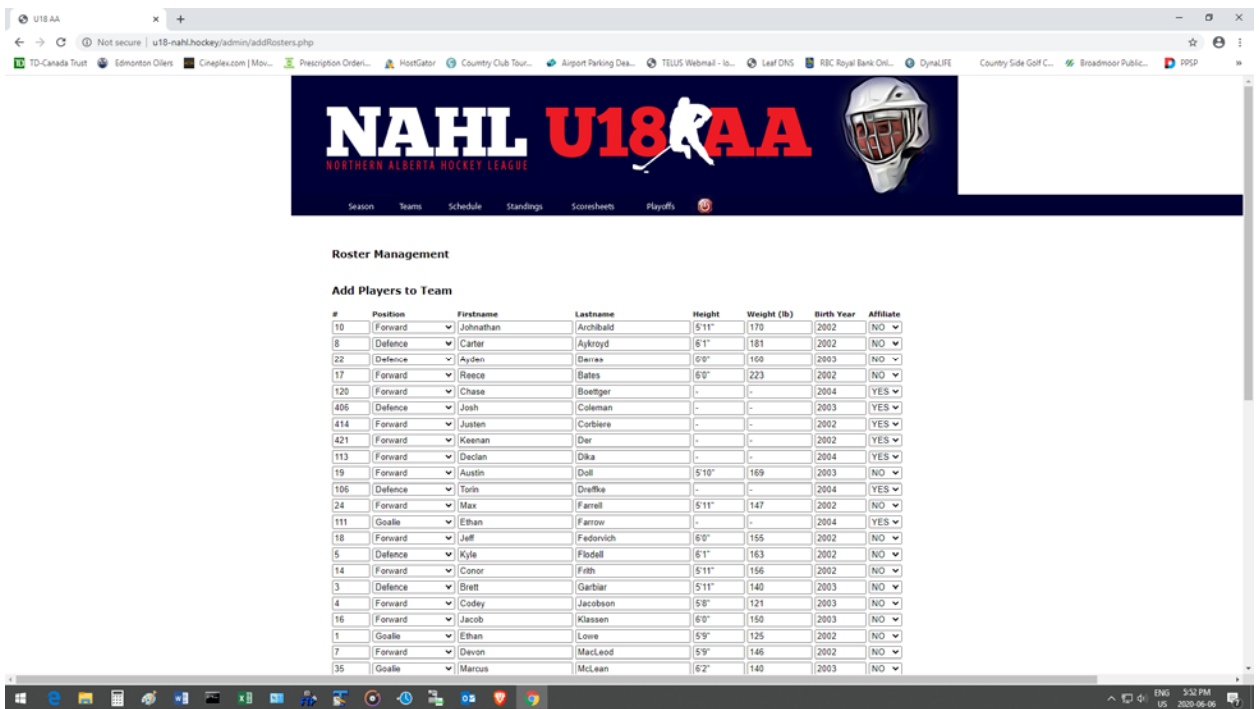 U18 AA
Not secure | u18-nahl.hockey/admin/addRosters.php
TD-Canada Trust Edmonton Oilers Cineplex.com | Mov... Prescription Orderi... HostGator Country Club Tour... Airport Parking Dea... TELUS Webmail - lo... Leaf DNS RBC Royal Bank Onl... DynaLIFE Country Side Golf C... Broadmoor Public... PPSP »
NAHL U18 AA
NORTHERN ALBERTA HOCKEY LEAGUE
Season Teams Schedule Standings Scoresheets Playoffs
Roster Management
Add Players to Team
# Position Firstname Lastname Height Weight (lb) Birth Year Affiliate
10 Forward Johnathan Archibald 5'11" 170 2002 NO
8 Defence Carter Aykroyd 6'1" 181 2002 NO
22 Defence Ayden 6'0" 2003 NO
17 Forward Reece Bates 6'0" 223 2002 NO
120 Forward Chase Boettger - - 2004 YES
406 Defence Josh Coleman - - 2003 YES
414 Forward Justen Corbiere - - 2002 YES
421 Forward Keenan Der - - 2002 YES
113 Forward Declan Dika - - 2004 YES
19 Forward Austin Doll 5'10" 169 2003 NO
106 Defence Torin Dreffke - - 2004 YES
24 Forward Max Farrell 5'11" 147 2002 NO
111 Goalie Ethan Farrow - - 2004 YES
18 Forward Jeff Fedorvich 6'0" 155 2002 NO
5 Defence Kyle Flodell 6'1" 163 2002 NO
14 Forward Conor Frith 5'11" 156 2002 NO
3 Defence Brett Garbiar 5'11" 140 2003 NO
4 Forward Codey Jacobson 5'8" 121 2003 NO
16 Forward Jacob Klassen 6'0" 150 2003 NO
1 Goalie Ethan Lowe 5'9" 125 2002 NO
7 Forward Devon MacLeod 5'9" 146 2002 NO
35 Goalie Marcus McLean 6'2" 140 2003 NO
ENG 5:52 PM
US 2020-06-06